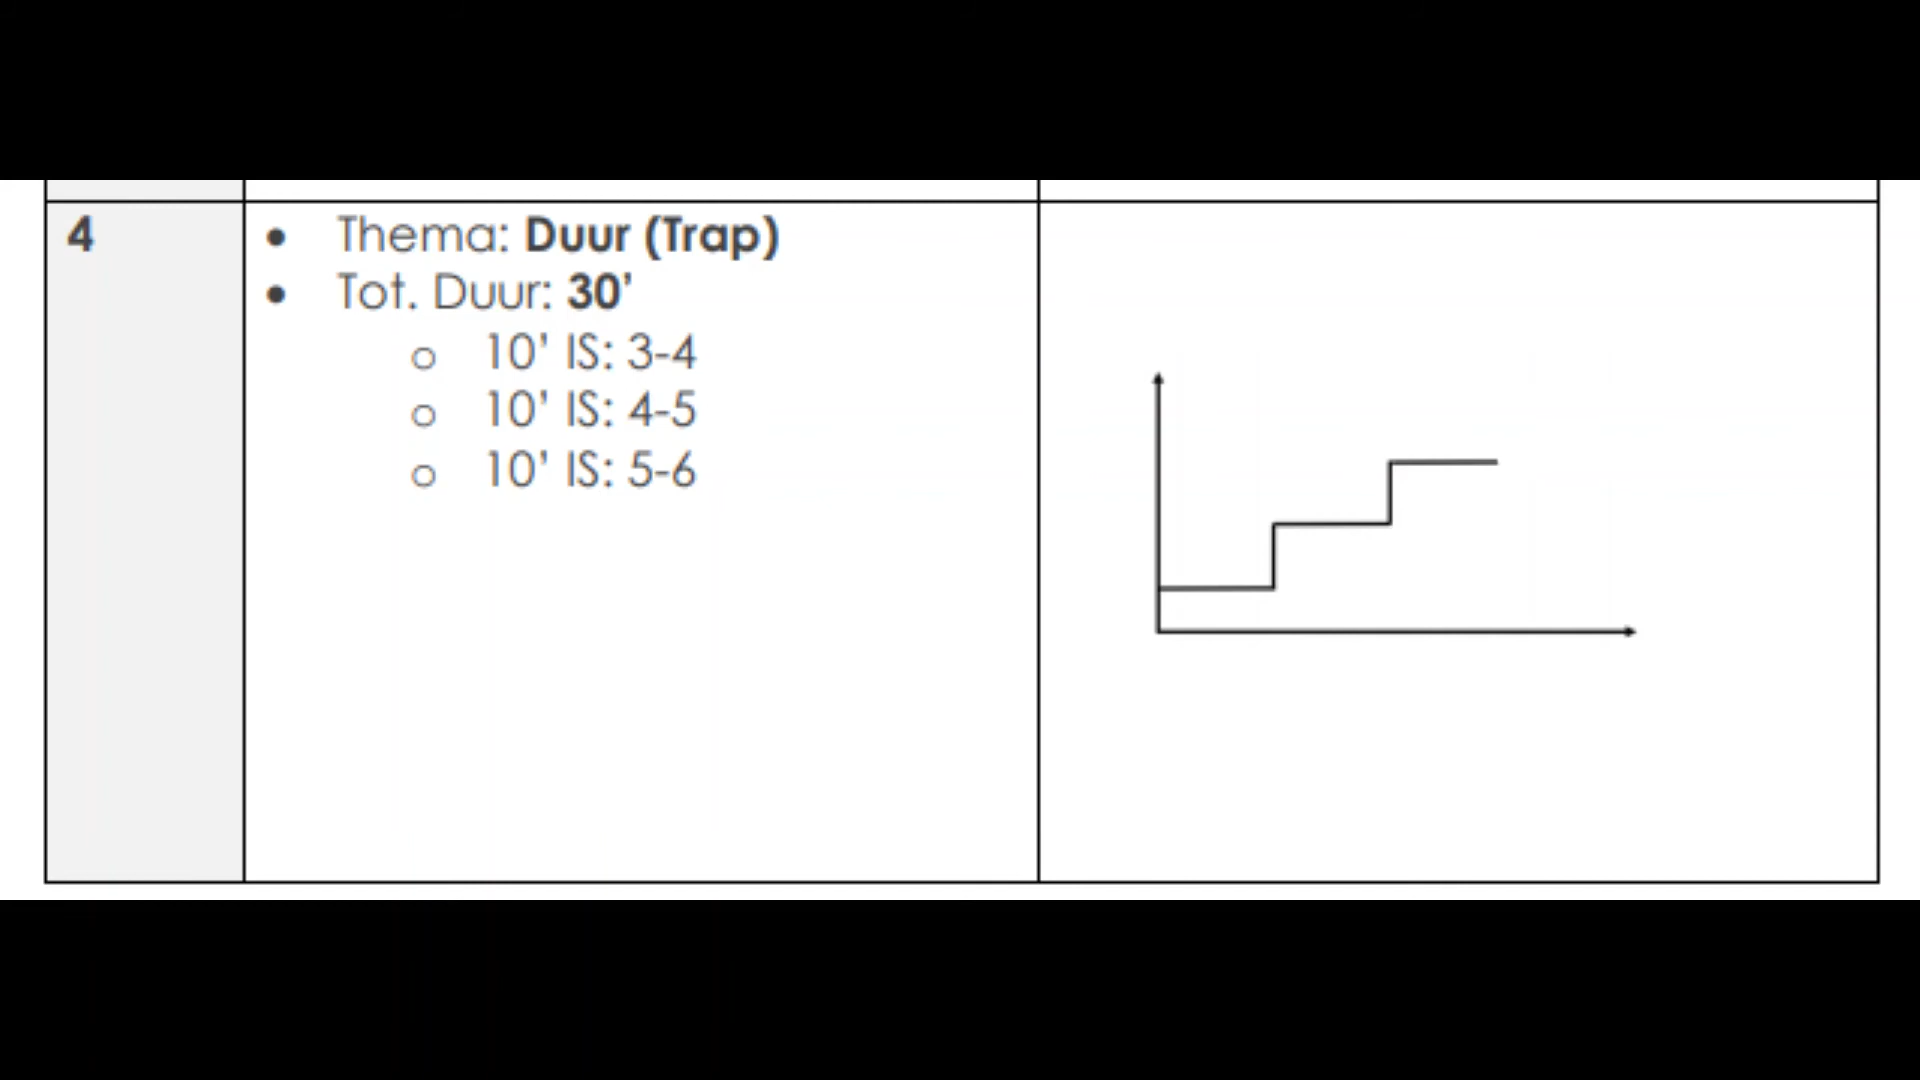 4
• Thema: Duur (Trap)
• Tot. Duur: 30’
o 10’ IS: 3-4
o 10’ IS: 4-5
o 10’ IS: 5-6